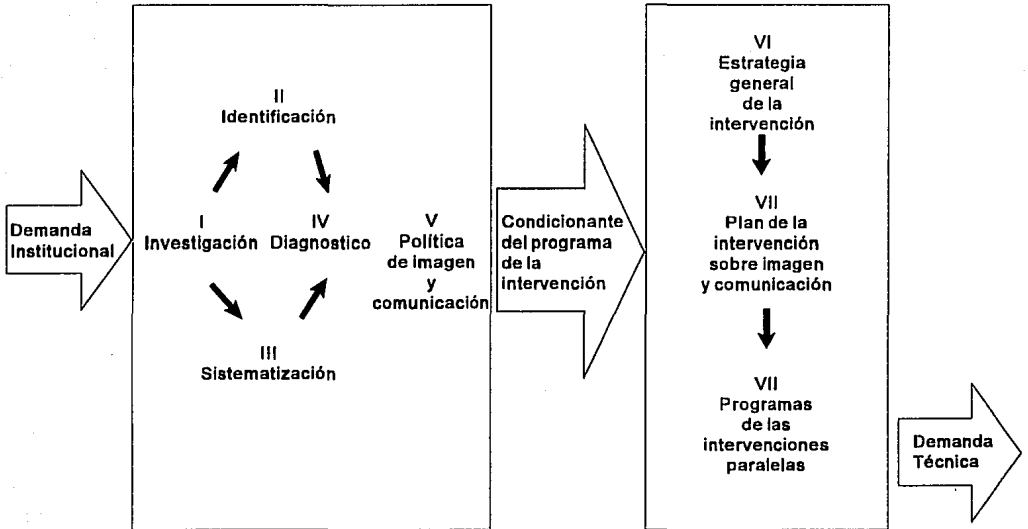 Demanda
Institucional
II
Identificación
I
Investigación
IV
Diagnostico
III
Sistematización
V
Política
de imagen
y
comunicación
Condicionante
del programa
de la
intervención
VI
Estrategia
general
de la
intervención
VII
Plan de la
intervención
sobre imagen
y comunicación
VII
Programas
de las
intervenciones
paralelas
Demanda
Técnica